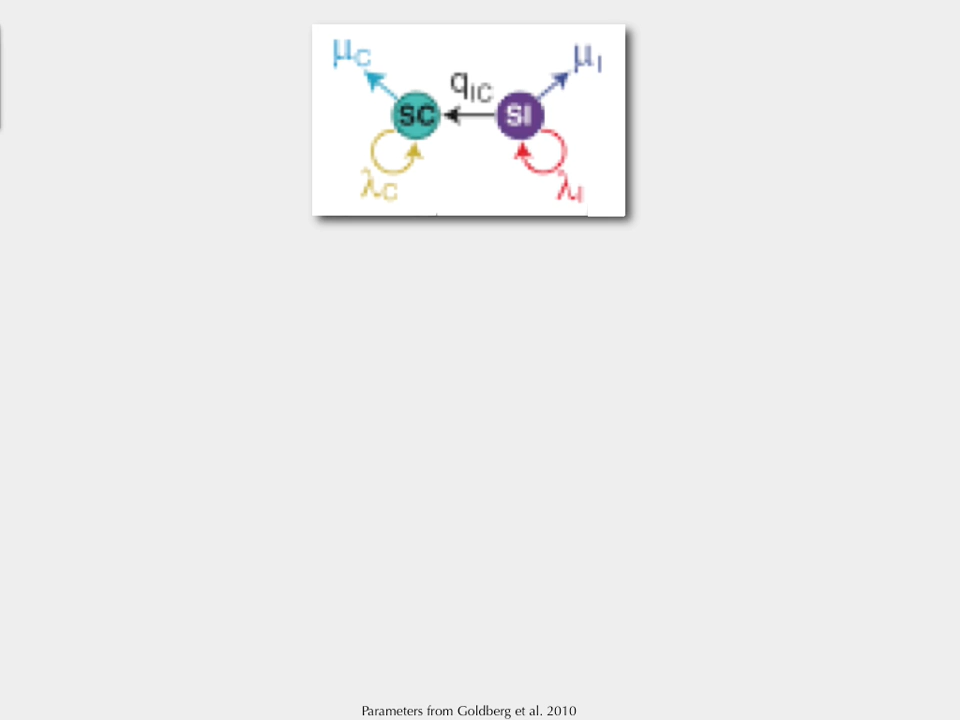 μC
μI
qIC
SC
SI
λC
λI
Parameters from Goldberg et al. 2010